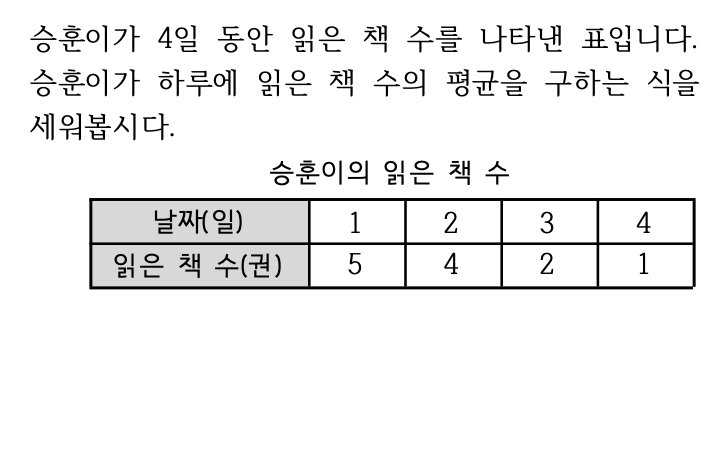 승훈이가 4일 동안 읽은 책 수를 나타낸 표입니다.
승훈이가 하루에 읽은 책 수의 평균을 구하는 식을
세워봅시다.
승훈이의 읽은 책 수
날짜(일) 1 2 3 4
읽은 책 수(권) 5 4 2 1